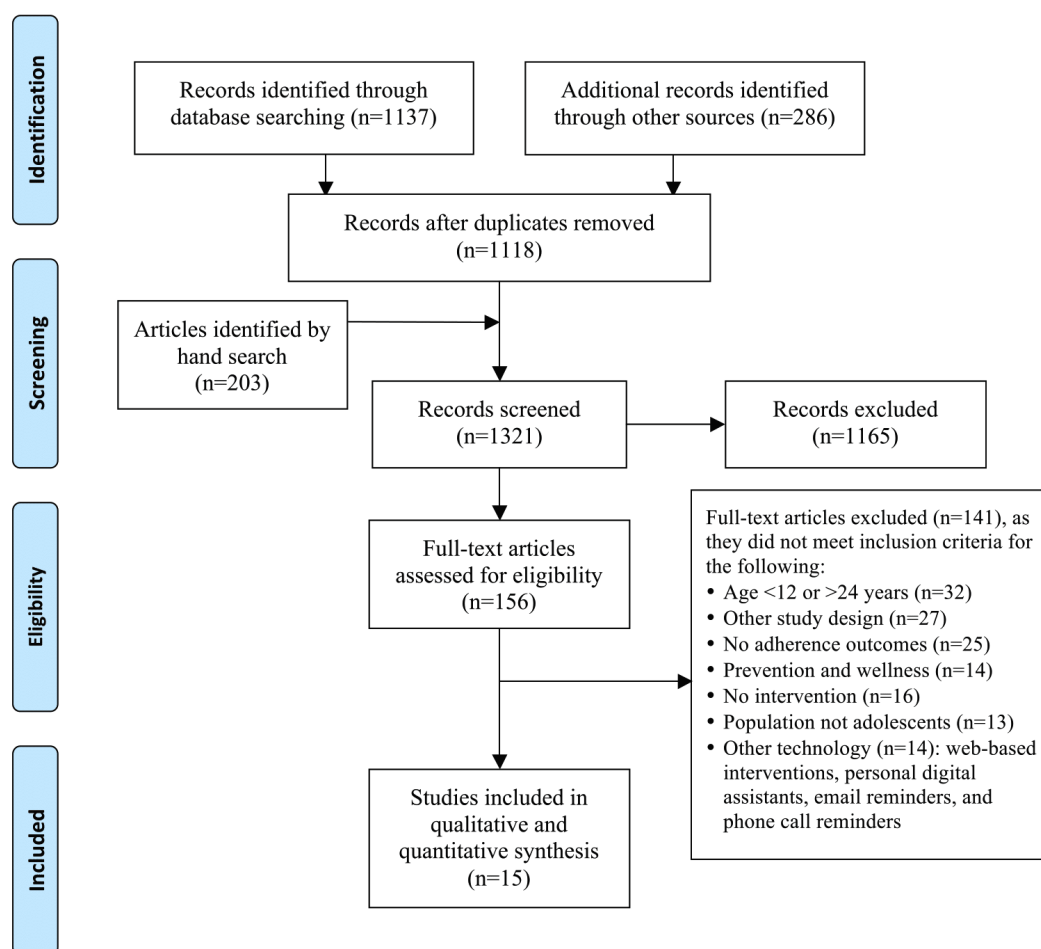 Identification
Records identified through
database searching (n=1137)
Additional records identified
through other sources (n=286)
Records after duplicates removed
(n=1118)
Screening
Articles identified by
hand search
(n=203)
Records screened
(n=1321)
Records excluded
(n=1165)
Eligibility
Full-text articles
assessed for eligibility
(n=156)
Full-text articles excluded (n=141), as
they did not meet inclusion criteria for
the following:
• Age <12 or >24 years (n=32)
• Other study design (n=27)
• No adherence outcomes (n=25)
• Prevention and wellness (n=14)
• No intervention (n=16)
• Population not adolescents (n=13)
• Other technology (n=14): web-based
interventions, personal digital
assistants, email reminders, and
phone call reminders
Included
Studies included in
qualitative and
quantitative synthesis
(n=15)